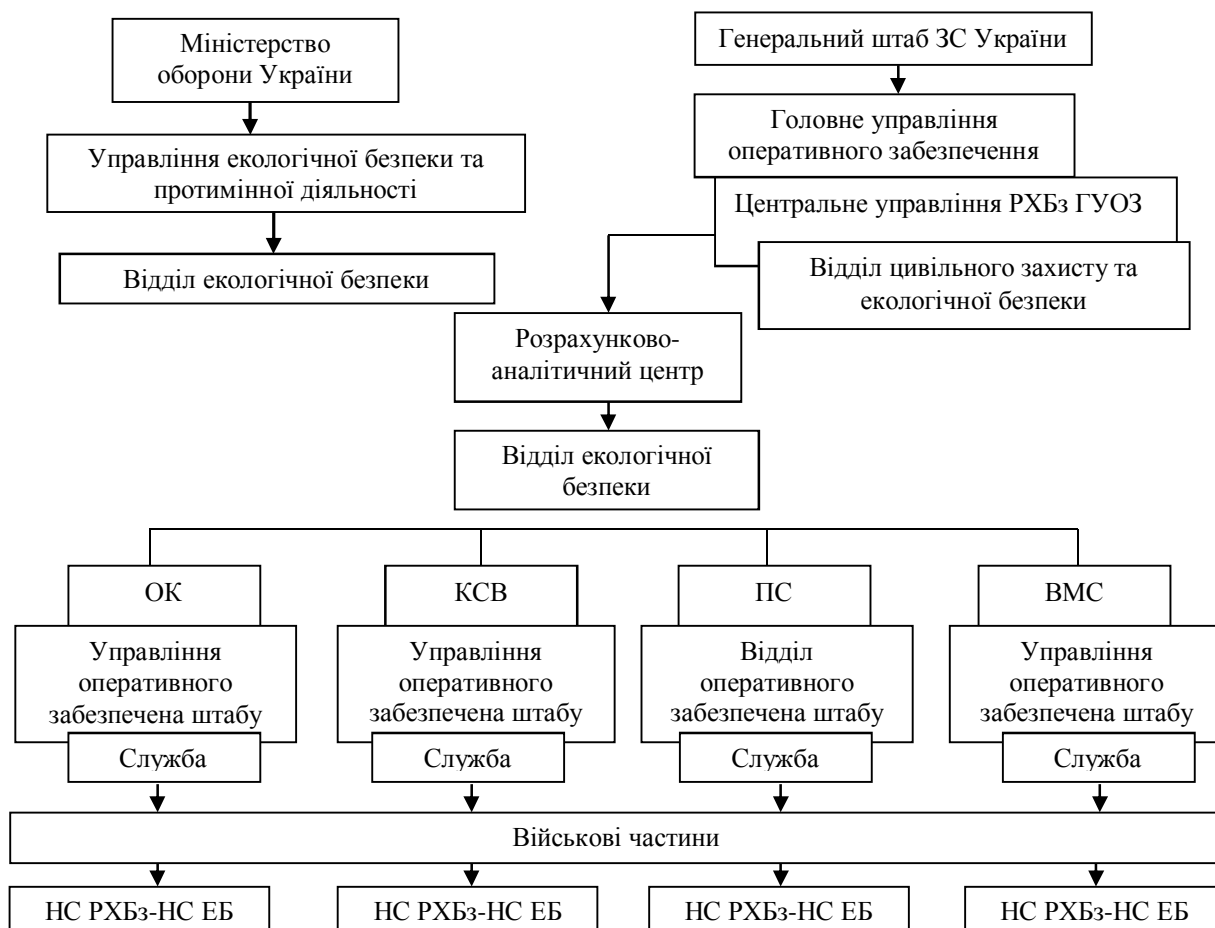 Міністерство
оборони України
Управління екологічної безпеки та
протимінної діяльності
Відділ екологічної безпеки
Генеральний штаб ЗС України
Головне управління
оперативного забезпечення
Центральне управління РХБз ГУОЗ
Відділ цивільного захисту та
екологічної безпеки
Розрахунково-
аналітичний центр
Відділ екологічної
безпеки
ОК
КСВ
ПС
ВМС
Управління
оперативного
забезпечена штабу
Управління
оперативного
забезпечена штабу
Відділ
оперативного
забезпечена штабу
Управління
оперативного
забезпечена штабу
Служба
Служба
Служба
Служба
Військові частини
НС РХБз-НС ЕБ
НС РХБз-НС ЕБ
НС РХБз-НС ЕБ
НС РХБз-НС ЕБ